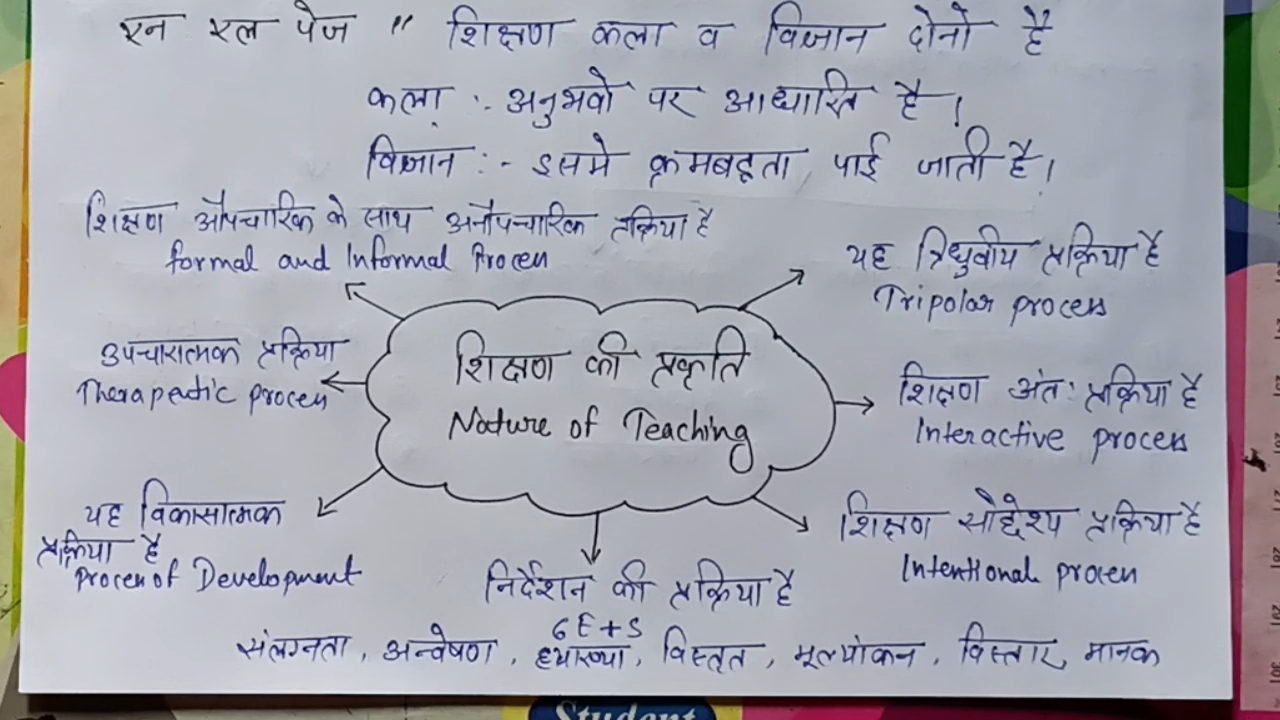 एन एल पेज " शिक्षण कला व विज्ञान दोनो है
कला :- अनुभवो पर आधारित है।
विज्ञान :- इसमे क्रमबद्धता पाई जाती है।
शिक्षण औपचारिक के साथ अनौपचारिक प्रक्रिया है
formal and Informal Process
यह त्रिध्रुवीय प्रक्रिया है
Tripolar process
उपचारात्मक प्रक्रिया
Therapeutic process
शिक्षण की प्रकृति
Nature of Teaching
शिक्षण अंत: प्रक्रिया है
Interactive process
यह विकासात्मक
प्रक्रिया है
Process of Development
शिक्षण सोद्देश्य प्रक्रिया है
Intentional process
निर्देशन की प्रक्रिया है
6E+S
संलग्नता, अन्वेषण, व्याख्या, विस्तृत, मूल्यांकन, विस्तार, मानक
Student